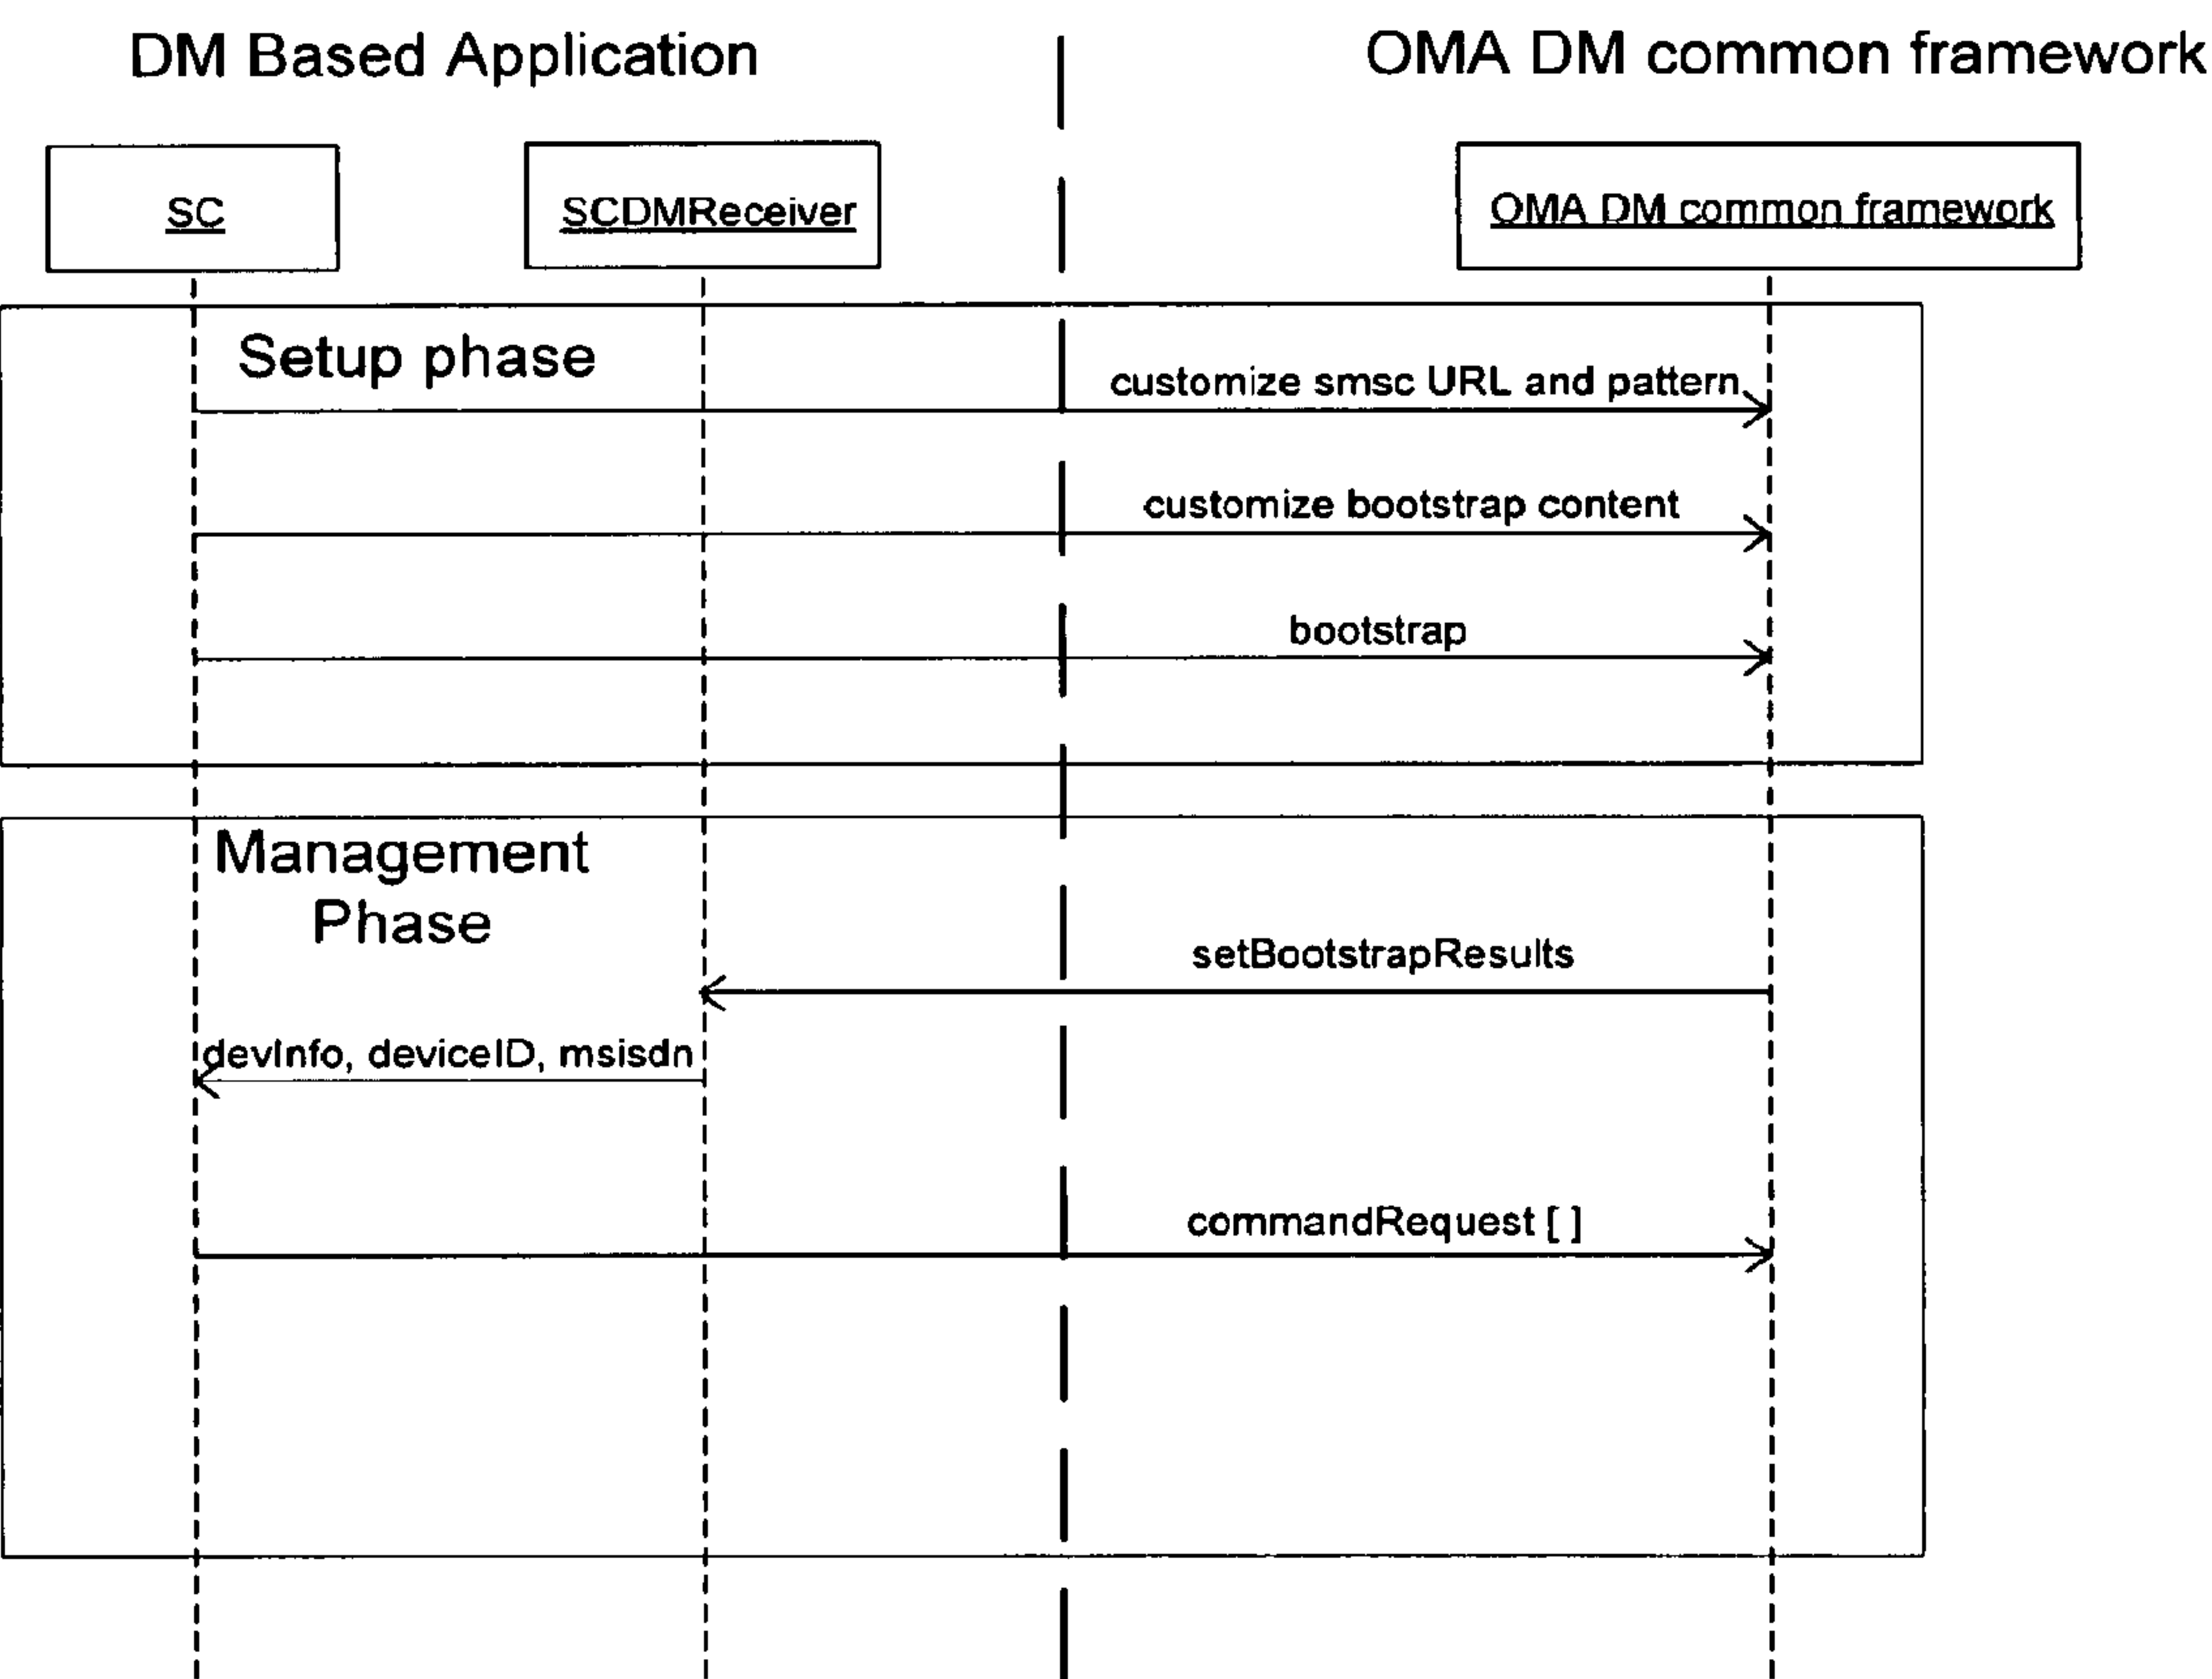 DM Based Application
OMA DM common framework
SC
SCDMReceiver
OMA DM common framework
Setup phase
customize smsc URL and pattern
customize bootstrap content
bootstrap
Management
Phase
setBootstrapResults
devInfo, deviceID, msisdn
commandRequest [ ]